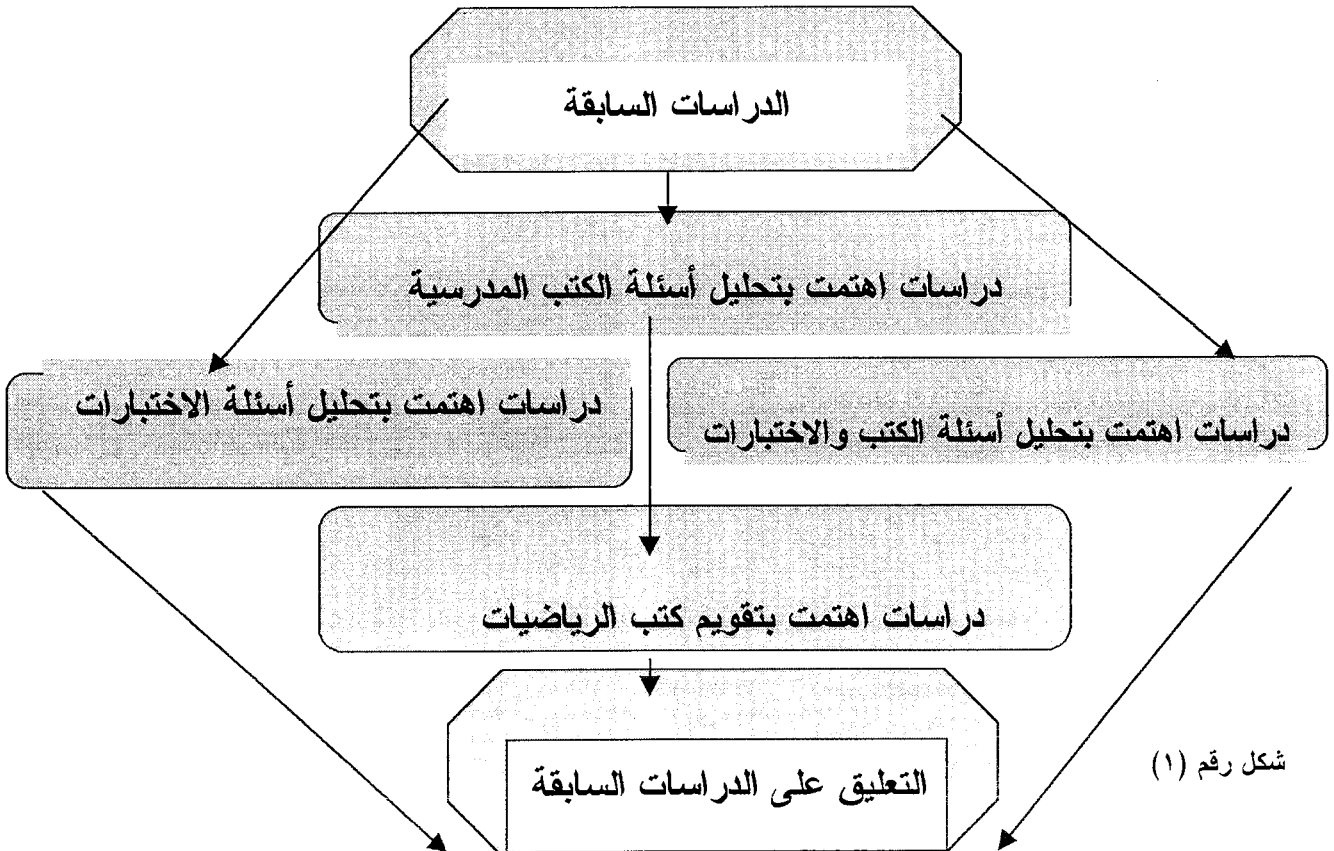 الدراسات السابقة
دراسات اهتمت بتحليل أسئلة الكتب المدرسية
دراسات اهتمت بتحليل أسئلة الكتب والاختبارات
دراسات اهتمت بتحليل أسئلة الاختبارات
دراسات اهتمت بتقويم كتب الرياضيات
التعليق على الدراسات السابقة
شكل رقم (١)